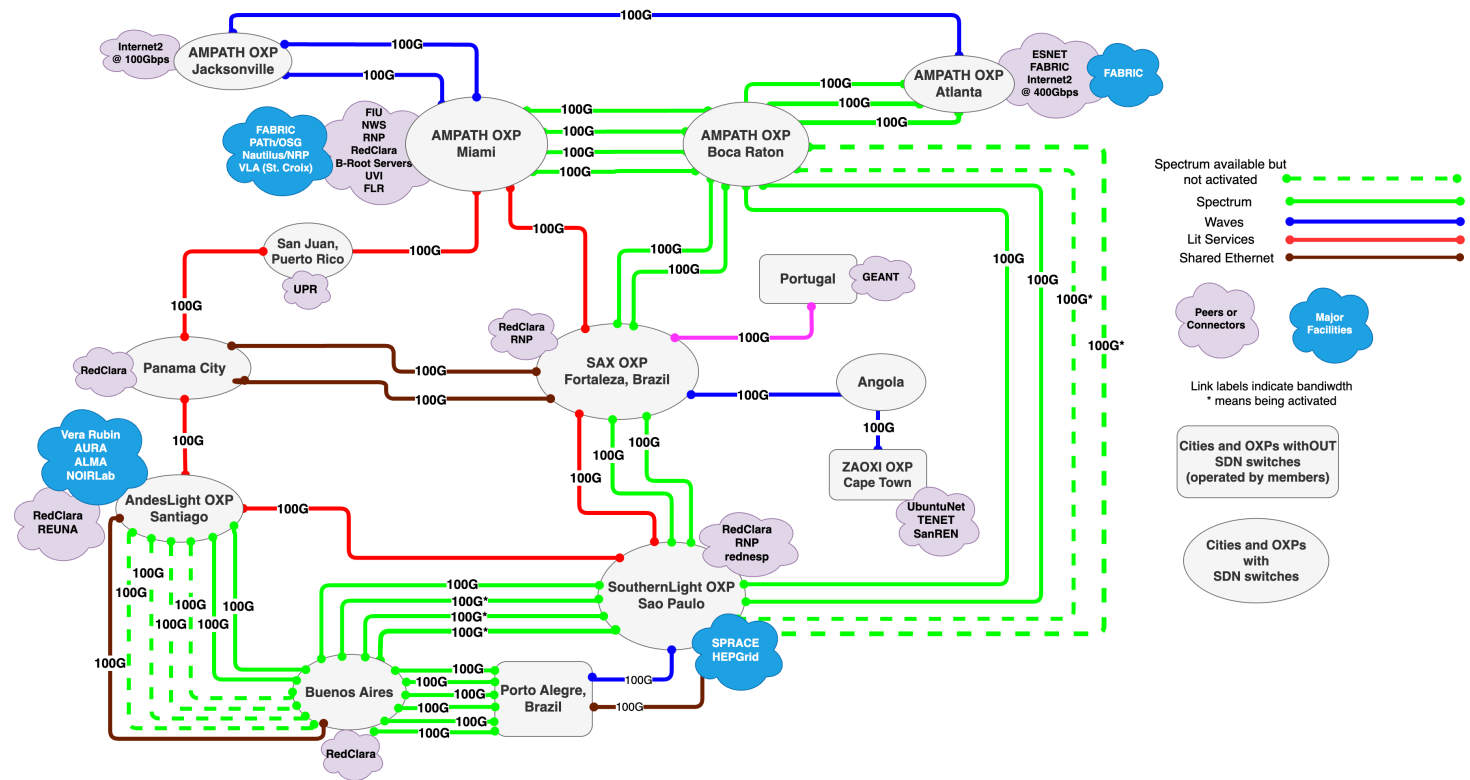 100G
Internet2
@ 100Gbps
AMPATH OXP
Jacksonville
100G
100G
AMPATH OXP
Atlanta
ESNET
FABRIC
Internet2
@ 400Gbps
FABRIC
100G
100G
100G
FABRIC
PATh/OSG
Nautilus/NRP
VLA (St. Croix)
FIU
NWS
RNP
RedClara
B-Root Servers
UVI
FLR
AMPATH OXP
Miami
100G
100G
100G
100G
AMPATH OXP
Boca Raton
Spectrum available but
not activated
Spectrum
Waves
Lit Services
Shared Ethernet
San Juan,
Puerto Rico
UPR
100G
100G
100G
100G
100G
100G
100G
100G*
100G*
Portugal
GEANT
100G
Peers or
Connectors
Major
Facilities
Link labels indicate bandiwdth
* means being activated
RedClara
RNP
SAX OXP
Fortaleza, Brazil
RedClara
Panama City
100G
100G
100G
Angola
100G
100G
ZAOXI OXP
Cape Town
UbuntuNet
TENET
SanREN
Cities and OXPs withOUT
SDN switches
(operated by members)
Cities and OXPs
with
SDN switches
Vera Rubin
AURA
ALMA
NOIRLab
RedClara
REUNA
AndesLight OXP
Santiago
100G
100G
100G
100G
RedClara
RNP
rednesp
SouthernLight OXP
Sao Paulo
SPRACE
HEPGrid
100G
100G*
100G*
100G*
100G
100G
100G
100G
100G
100G
100G
Buenos Aires
RedClara
100G
100G
100G
100G
100G
100G
Porto Alegre,
Brazil
100G
100G